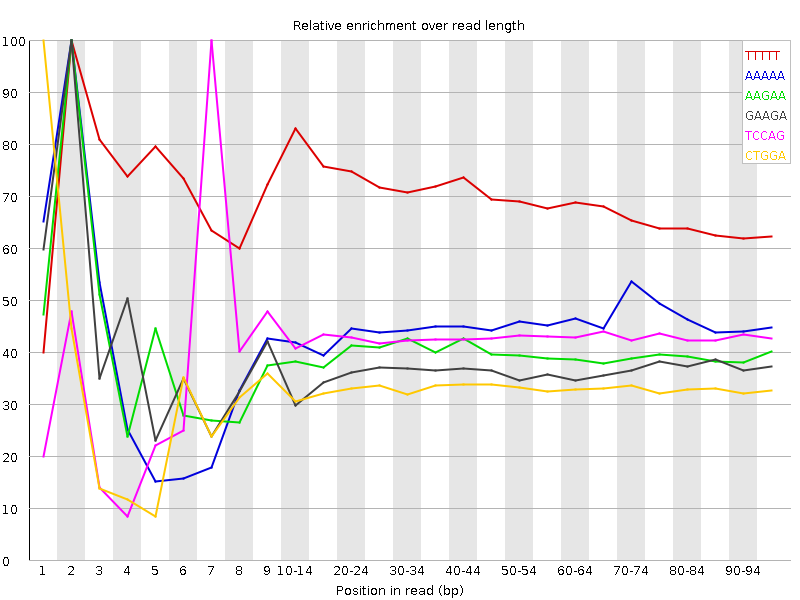 Relative enrichment over read length
100
90
80
70
60
50
40
30
20
10
0
TTTTT
AAAAA
AAGAA
GAAGA
TCCAG
CTGGA
1 2 3 4 5 6 7 8 9 10-14 20-24 30-34 40-44 50-54 60-64 70-74 80-84 90-94
Position in read (bp)